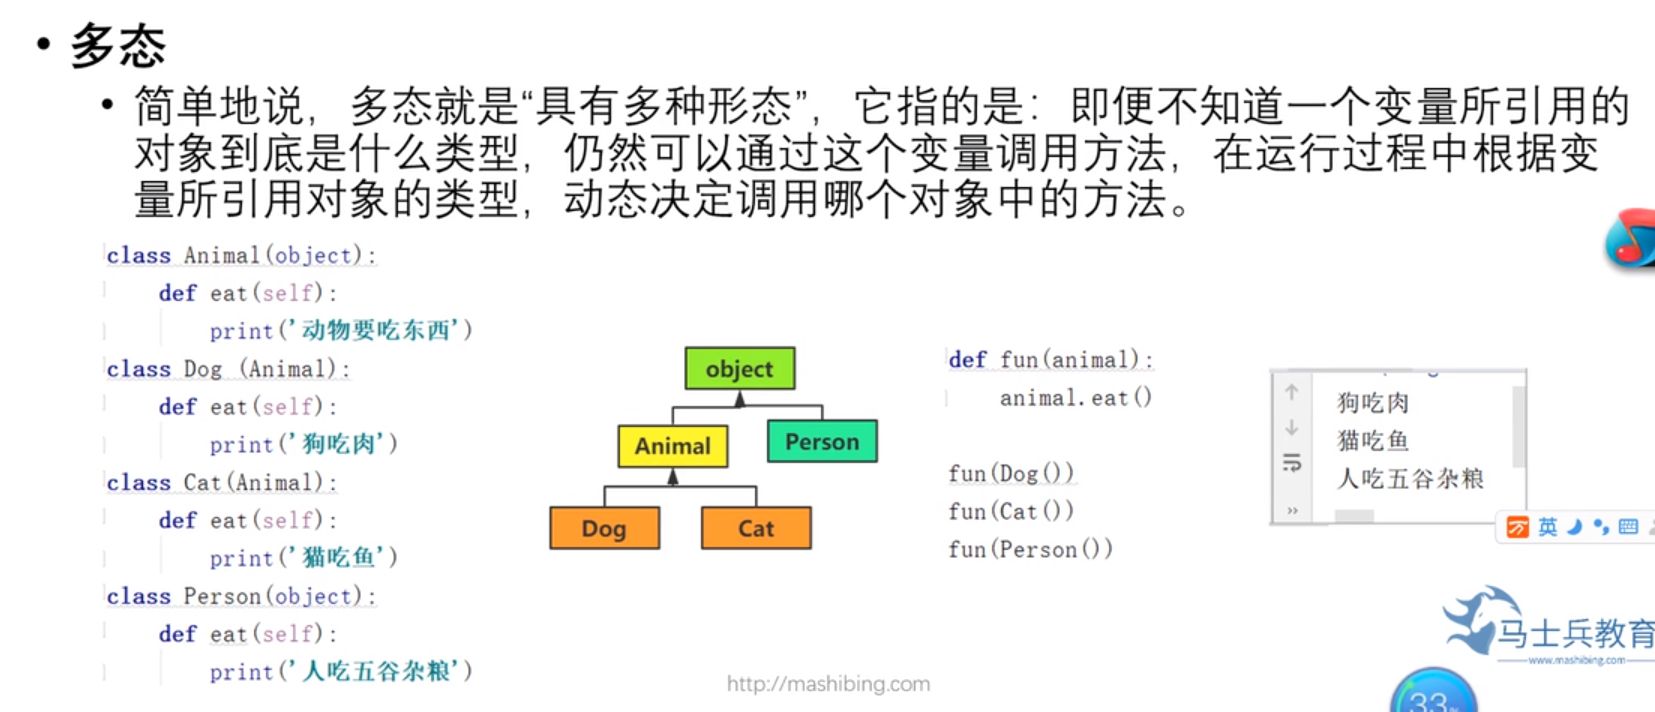 • 多态
• 简单地说，多态就是“具有多种形态”，它指的是：即便不知道一个变量所引用的
对象到底是什么类型，仍然可以通过这个变量调用方法，在运行过程中根据变
量所引用对象的类型，动态决定调用哪个对象中的方法。
class Animal(object):
def eat(self):
print('动物要吃东西')
class Dog (Animal):
def eat(self):
print('狗吃肉')
class Cat(Animal):
def eat(self):
print('猫吃鱼')
class Person(object):
def eat(self):
print('人吃五谷杂粮')
object
Animal
Person
Dog
Cat
def fun(animal):
animal.eat()
fun(Dog())
fun(Cat())
fun(Person())
狗吃肉
猫吃鱼
人吃五谷杂粮
英
马士兵教育
www.mashibing.com
http://mashibing.com
33